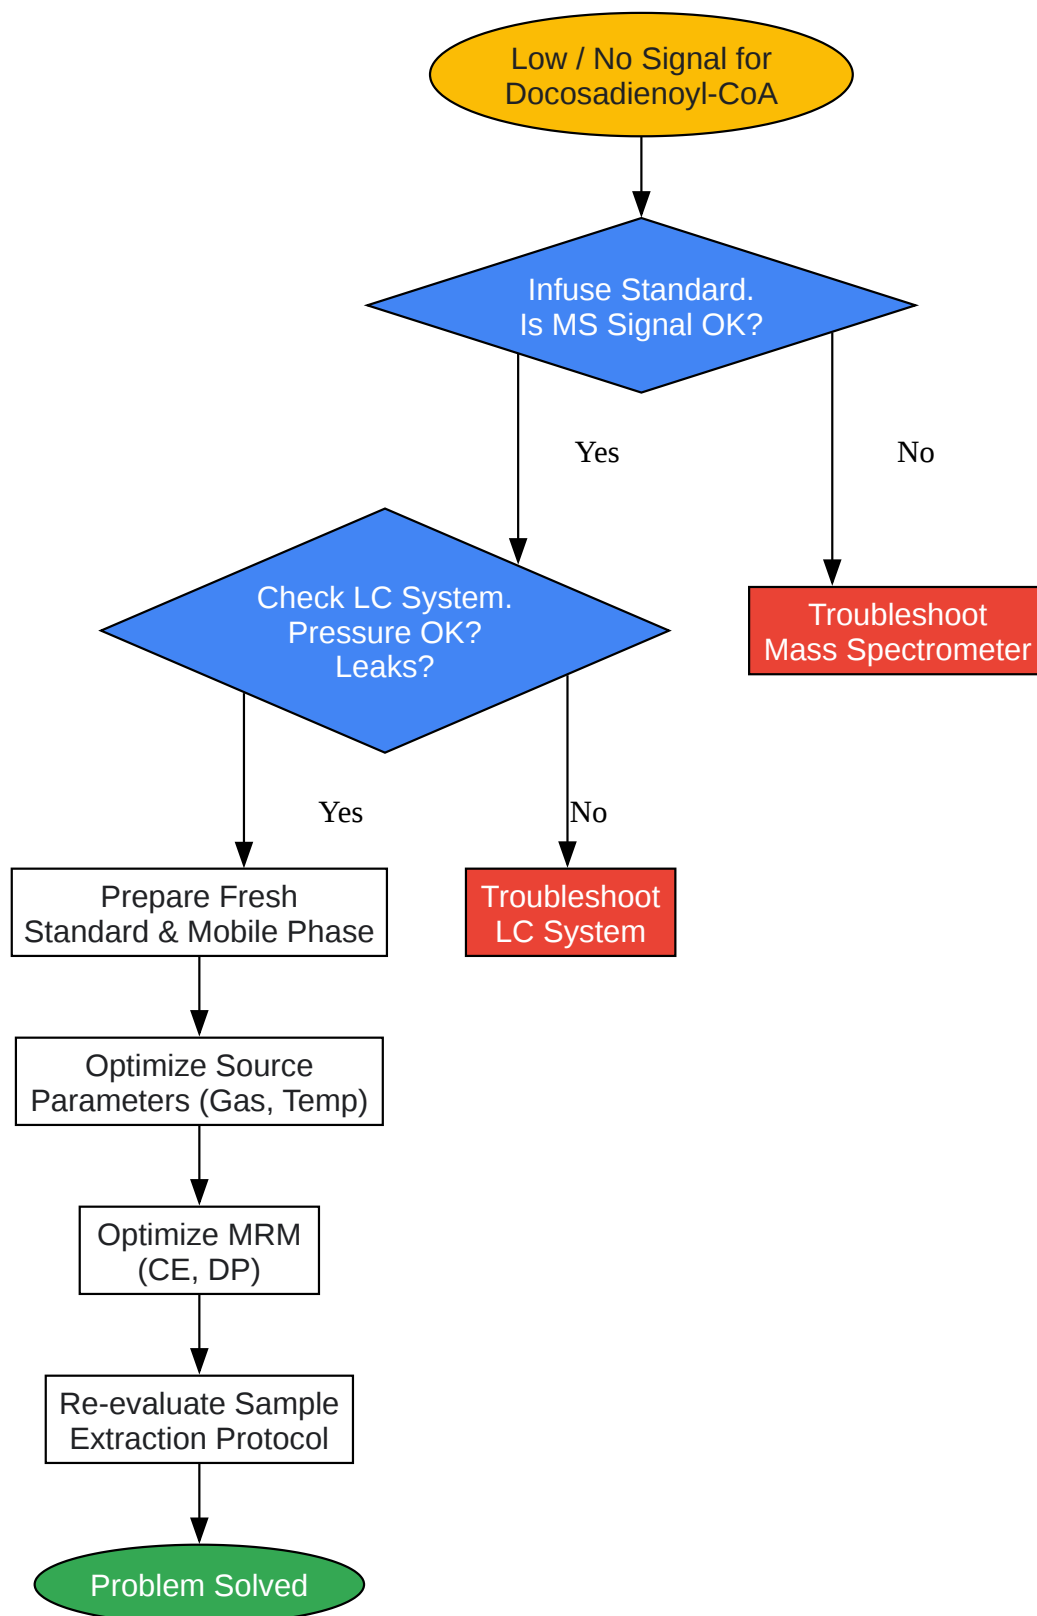 Low / No Signal for
Docosadienoyl-CoA
Infuse Standard.
Is MS Signal OK?
Yes
No
Check LC System.
Pressure OK?
Leaks?
Troubleshoot
Mass Spectrometer
Yes
No
Prepare Fresh
Standard & Mobile Phase
Troubleshoot
LC System
Optimize Source
Parameters (Gas, Temp)
Optimize MRM
(CE, DP)
Re-evaluate Sample
Extraction Protocol
Problem Solved